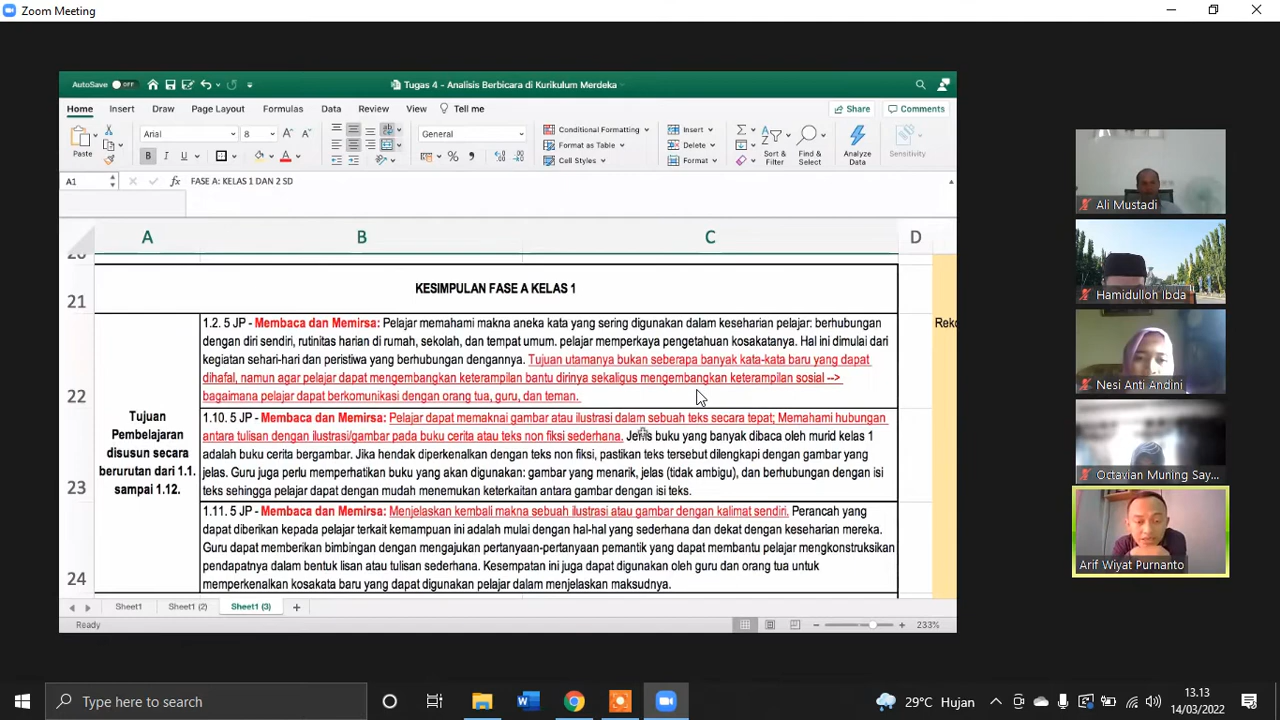 Zoom Meeting
AutoSave OFF
Tugas 4 - Analisis Berbicara di Kurikulum Merdeka
Home Insert Draw Page Layout Formulas Data Review View Tell me
Share Comments
Paste
Arial 8
B I U
General
Conditional Formatting
Format as Table
Cell Styles
Insert
Delete
Format
Sort & Filter
Find & Select
Analyze Data
Sensitivity
A1 fx FASE A: KELAS 1 DAN 2 SD
A B C D
20
21 KESIMPULAN FASE A KELAS 1
22
23
24
Tujuan
Pembelajaran
disusun secara
berurutan dari 1.1.
sampai 1.12.
1.2. 5 JP - Membaca dan Memirsa: Pelajar memahami makna aneka kata yang sering digunakan dalam keseharian pelajar: berhubungan
dengan diri sendiri, rutinitas harian di rumah, sekolah, dan tempat umum. pelajar memperkaya pengetahuan kosakatanya. Hal ini dimulai dari
kegiatan sehari-hari dan peristiwa yang berhubungan dengannya. Tujuan utamanya bukan seberapa banyak kata-kata baru yang dapat
dihafal, namun agar pelajar dapat mengembangkan keterampilan bantu dirinya sekaligus mengembangkan keterampilan sosial -->
bagaimana pelajar dapat berkomunikasi dengan orang tua, guru, dan teman.
1.10. 5 JP - Membaca dan Memirsa: Pelajar dapat memaknai gambar atau ilustrasi dalam sebuah teks secara tepat; Memahami hubungan
antara tulisan dengan ilustrasi/gambar pada buku cerita atau teks non fiksi sederhana. Jenis buku yang banyak dibaca oleh murid kelas 1
adalah buku cerita bergambar. Jika hendak diperkenalkan dengan teks non fiksi, pastikan teks tersebut dilengkapi dengan gambar yang
jelas. Guru juga perlu memperhatikan buku yang akan digunakan: gambar yang menarik, jelas (tidak ambigu), dan berhubungan dengan isi
teks sehingga pelajar dapat dengan mudah menemukan keterkaitan antara gambar dengan isi teks.
1.11. 5 JP - Membaca dan Memirsa: Menjelaskan kembali makna sebuah ilustrasi atau gambar dengan kalimat sendiri. Perancah yang
dapat diberikan kepada pelajar terkait kemampuan ini adalah mulai dengan hal-hal yang sederhana dan dekat dengan keseharian mereka.
Guru dapat memberikan bimbingan dengan mengajukan pertanyaan-pertanyaan pemantik yang dapat membantu pelajar mengkonstruksikan
pendapatnya dalam bentuk lisan atau tulisan sederhana. Kesempatan ini juga dapat digunakan oleh guru dan orang tua untuk
memperkenalkan kosakata baru yang dapat digunakan pelajar dalam menjelaskan maksudnya.
Sheet1 Sheet1 (2) Sheet1 (3)
Ready
233%
Ali Mustadi
Hamidulloh Ibda
Nesi Anti Andini
Octavian Muning Say...
Arif Wiyat Purnanto
Type here to search
29°C Hujan
13.13
14/03/2022